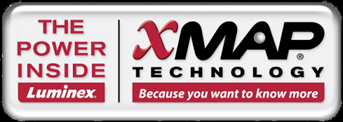 THE
POWER
INSIDE
Luminex®
xMAP®
TECHNOLOGY
Because you want to know more